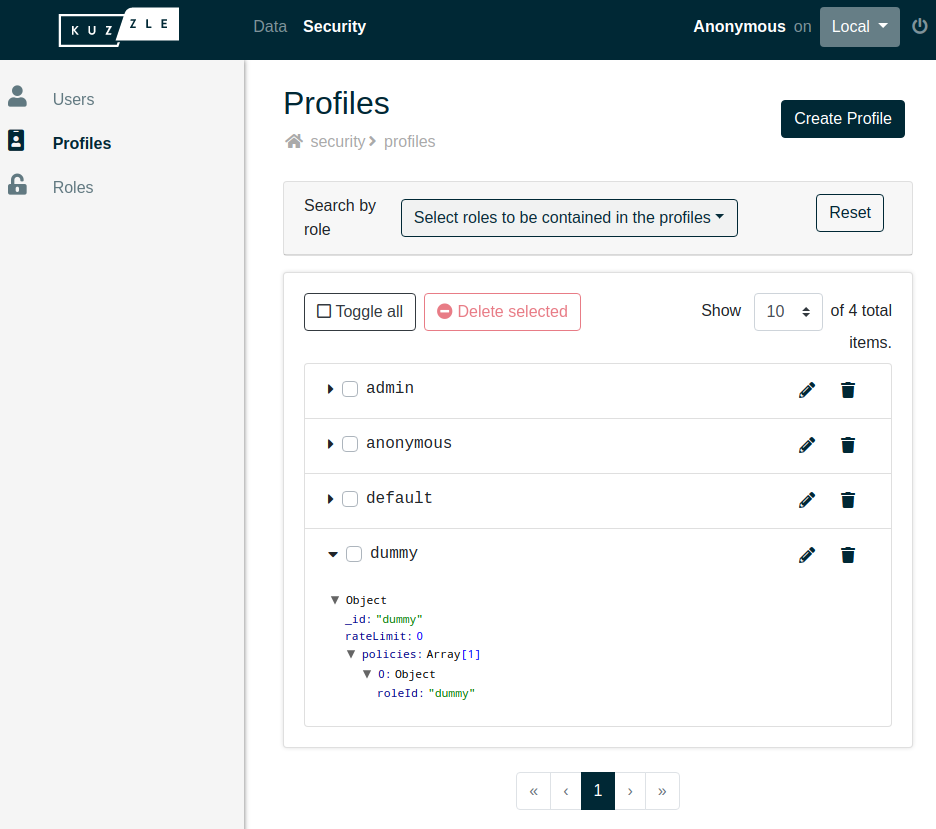 KUZ ZLE
Data Security
Anonymous on Local
Users
Profiles
Roles
Profiles
security profiles
Create Profile
Search by
role
Select roles to be contained in the profiles
Reset
Toggle all
Delete selected
Show 10 of 4 total
items.
admin
anonymous
default
dummy
Object
_id: "dummy"
rateLimit: 0
policies: Array[1]
0: Object
roleId: "dummy"
« ‹ 1 › »